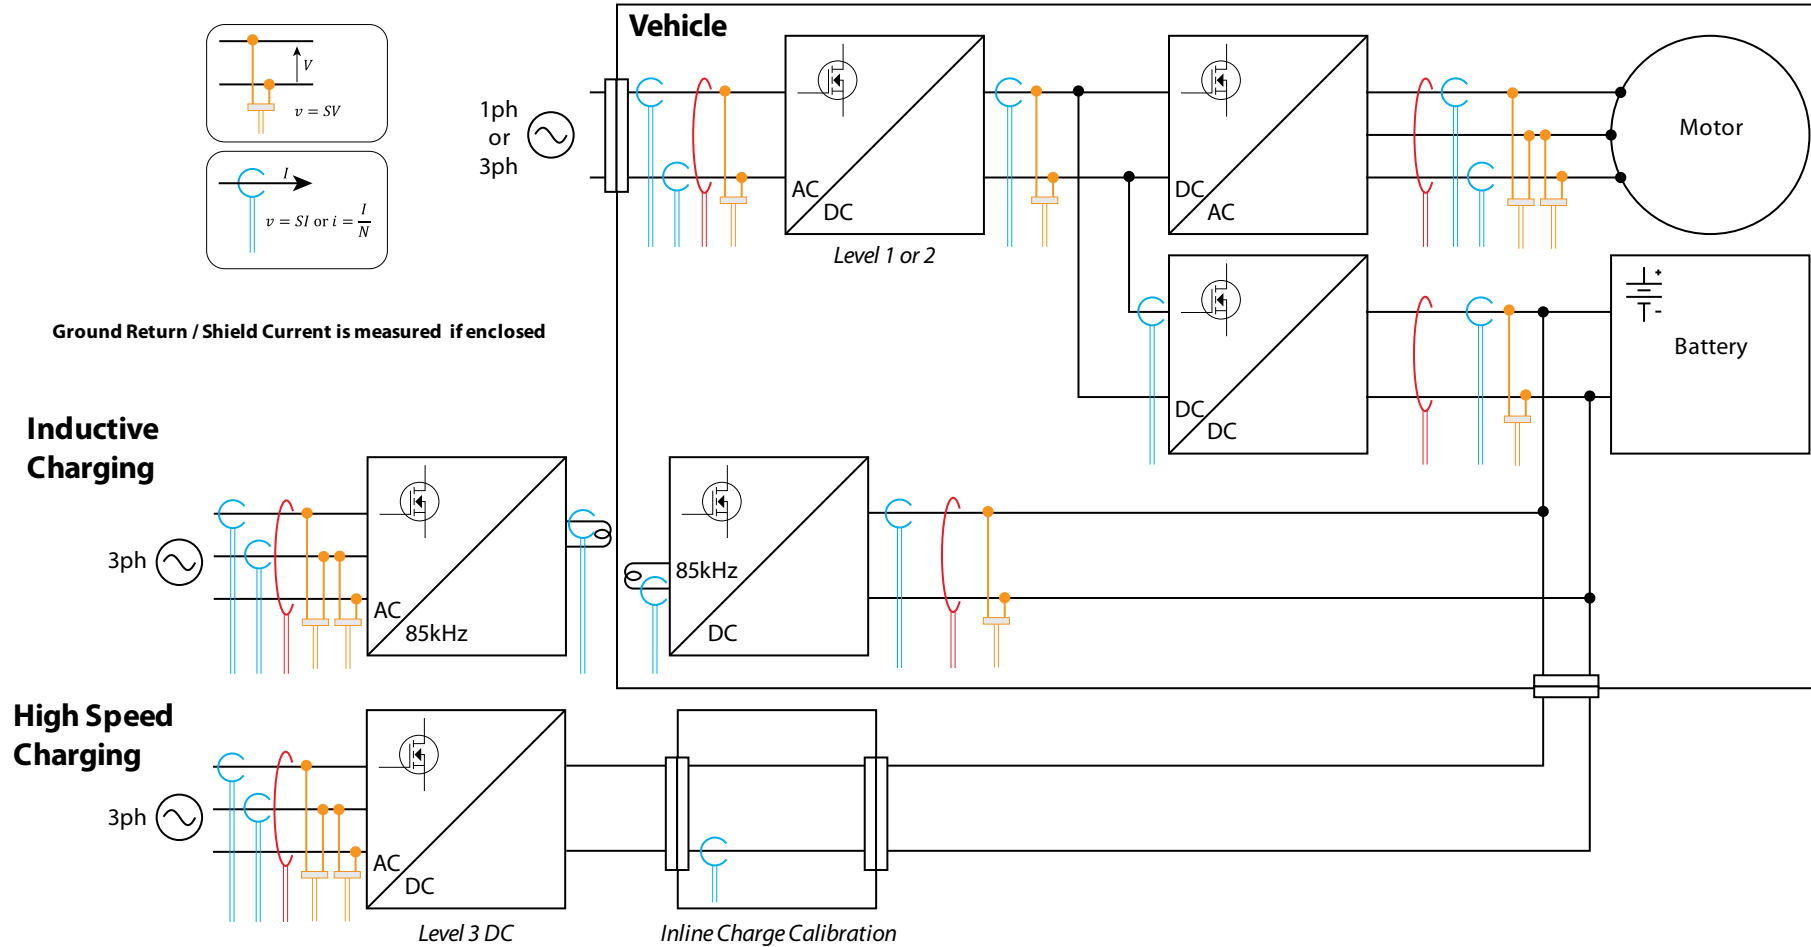 Vehicle
V
v = SV
I
v = SI or i = I/N
1ph
or
3ph
AC
DC
Level 1 or 2
DC
AC
Motor
Ground Return / Shield Current is measured if enclosed
DC
DC
+
-
Battery
Inductive
Charging
3ph
AC
85kHz
85kHz
DC
High Speed
Charging
3ph
AC
DC
Level 3 DC
Inline Charge Calibration